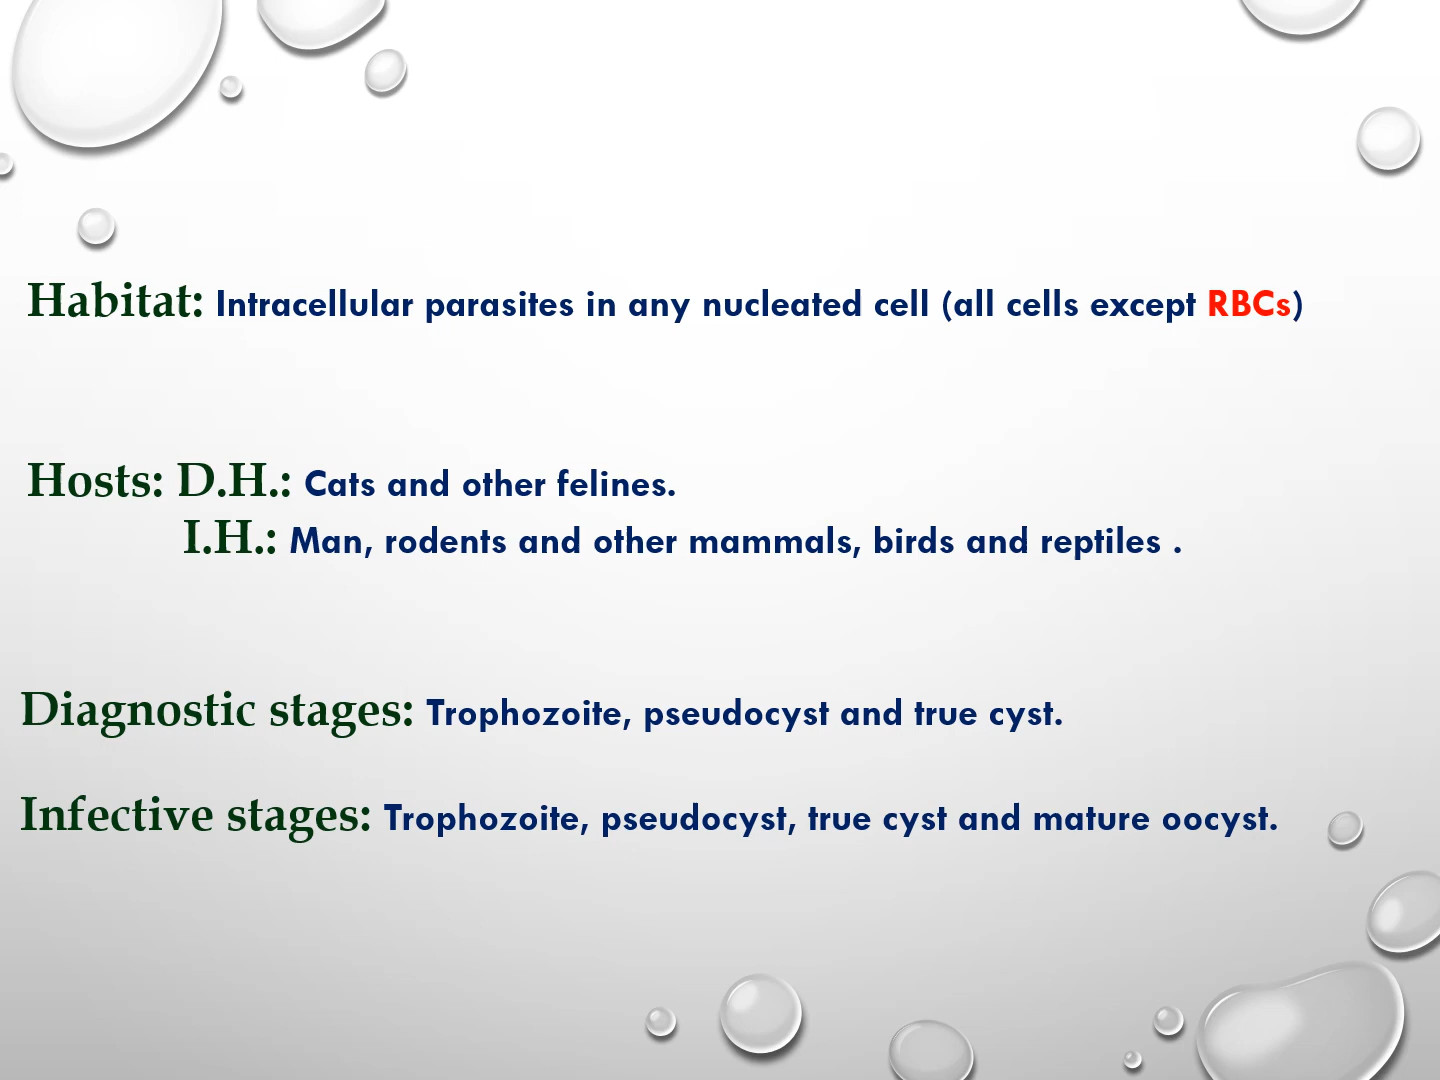 Habitat: Intracellular parasites in any nucleated cell (all cells except RBCs)
Hosts: D.H.: Cats and other felines.
I.H.: Man, rodents and other mammals, birds and reptiles .
Diagnostic stages: Trophozoite, pseudocyst and true cyst.
Infective stages: Trophozoite, pseudocyst, true cyst and mature oocyst.